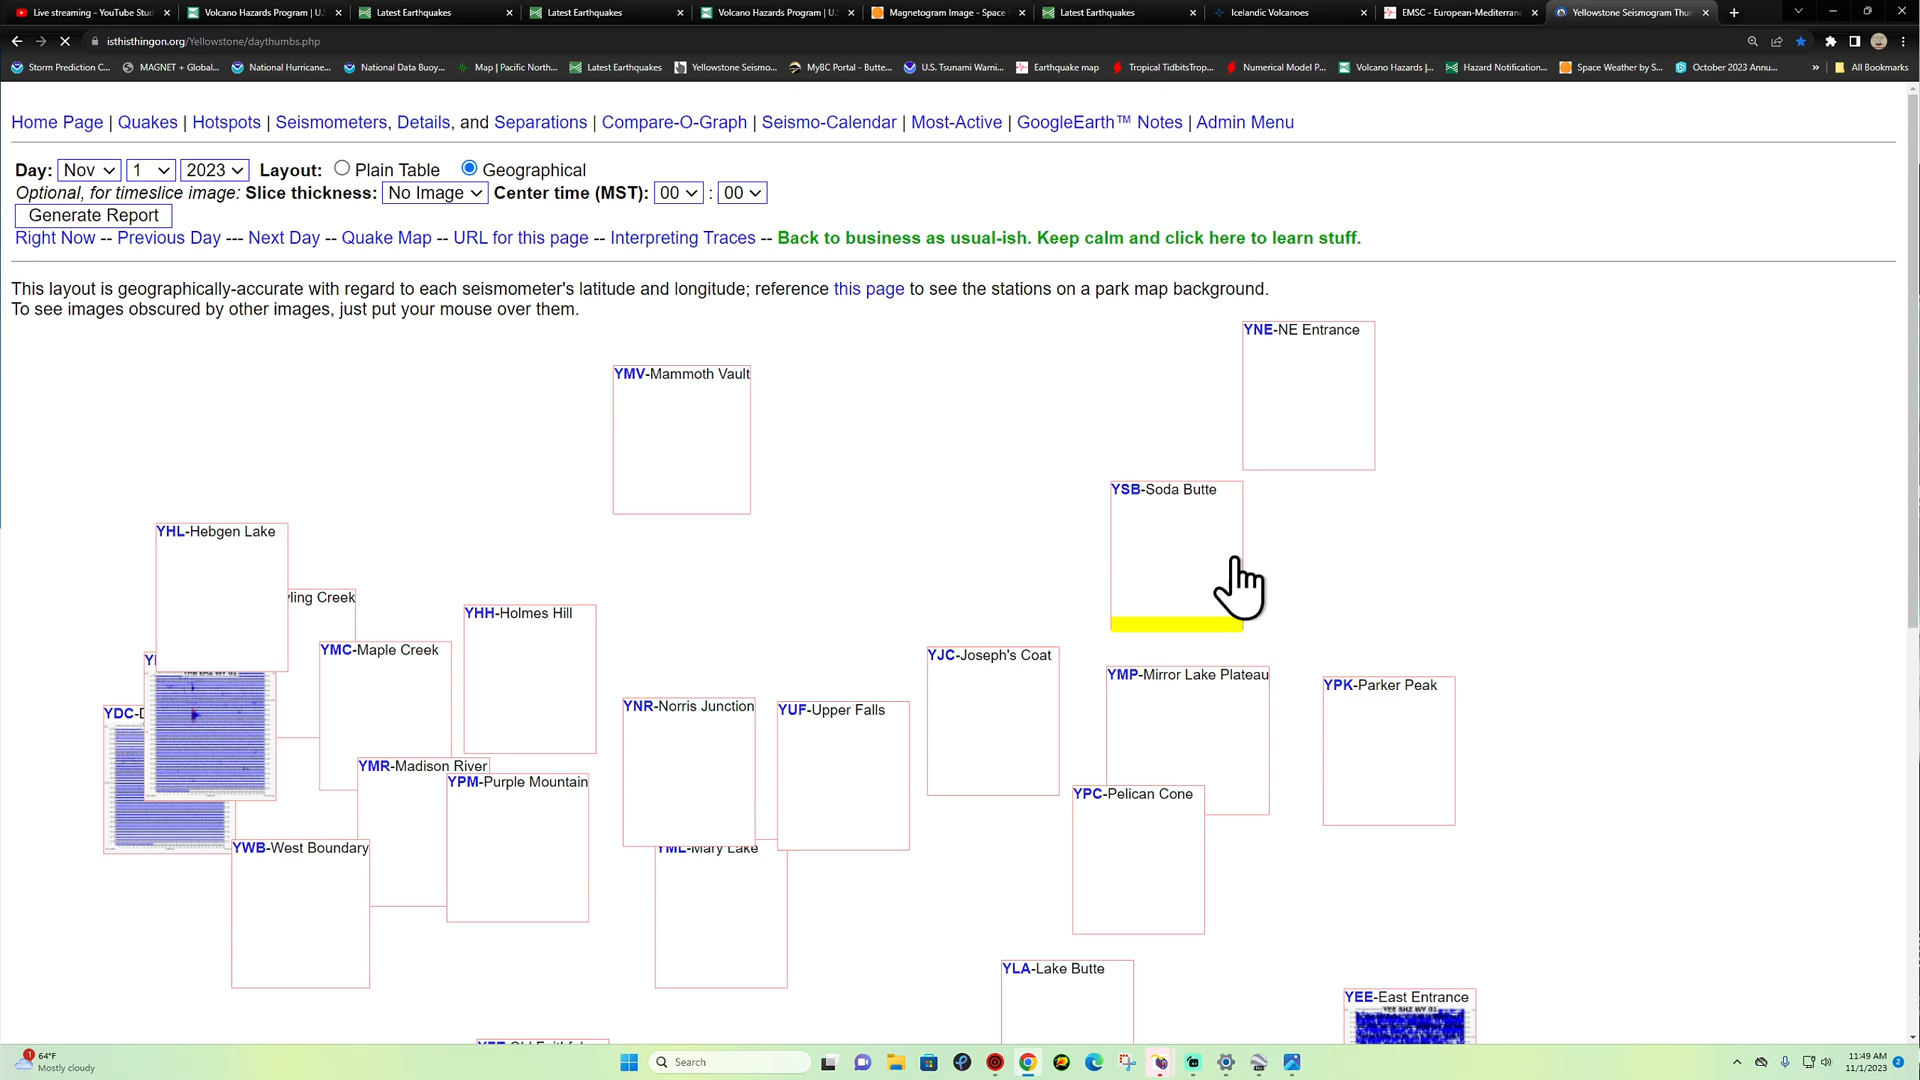 Live streaming - YouTube Stud
Volcano Hazards Program | U.S
Latest Earthquakes
Latest Earthquakes
Volcano Hazards Program | U.S
Magnetogram Image - Space
Latest Earthquakes
Icelandic Volcanoes
EMSC - European-Mediterran
Yellowstone Seismogram Thu
isthisthingon.org/Yellowstone/daythumbs.php
Storm Prediction C...
MAGNET + Global...
National Hurricane...
National Data Buoy...
Map | Pacific North...
Latest Earthquakes
Yellowstone Seismo...
MyBC Portal - Butte...
U.S. Tsunami Warni...
Earthquake map
Tropical TidbitsTrop...
Numerical Model P...
Volcano Hazards |...
Hazard Notification...
Space Weather by S...
October 2023 Annu...
All Bookmarks
Home Page | Quakes | Hotspots | Seismometers, Details, and Separations | Compare-O-Graph | Seismo-Calendar | Most-Active | GoogleEarth™ Notes | Admin Menu
Day: Nov 1 2023 Layout: Plain Table Geographical
Optional, for timeslice image: Slice thickness: No Image Center time (MST): 00 : 00
Generate Report
Right Now -- Previous Day --- Next Day -- Quake Map -- URL for this page -- Interpreting Traces -- Back to business as usual-ish. Keep calm and click here to learn stuff.
This layout is geographically-accurate with regard to each seismometer's latitude and longitude; reference this page to see the stations on a park map background.
To see images obscured by other images, just put your mouse over them.
YNE-NE Entrance
YMV-Mammoth Vault
YSB-Soda Butte
YHL-Hebgen Lake
ling Creek
YHH-Holmes Hill
YMC-Maple Creek
YJC-Joseph's Coat
YMP-Mirror Lake Plateau
YPK-Parker Peak
YDC-D
YNR-Norris Junction
YUF-Upper Falls
YMR-Madison River
YPM-Purple Mountain
YPC-Pelican Cone
YWB-West Boundary
YML-Mary Lake
YLA-Lake Butte
YEE-East Entrance
YEE SHZ WY 01
64°F
Mostly cloudy
Search
11:49 AM
11/1/2023